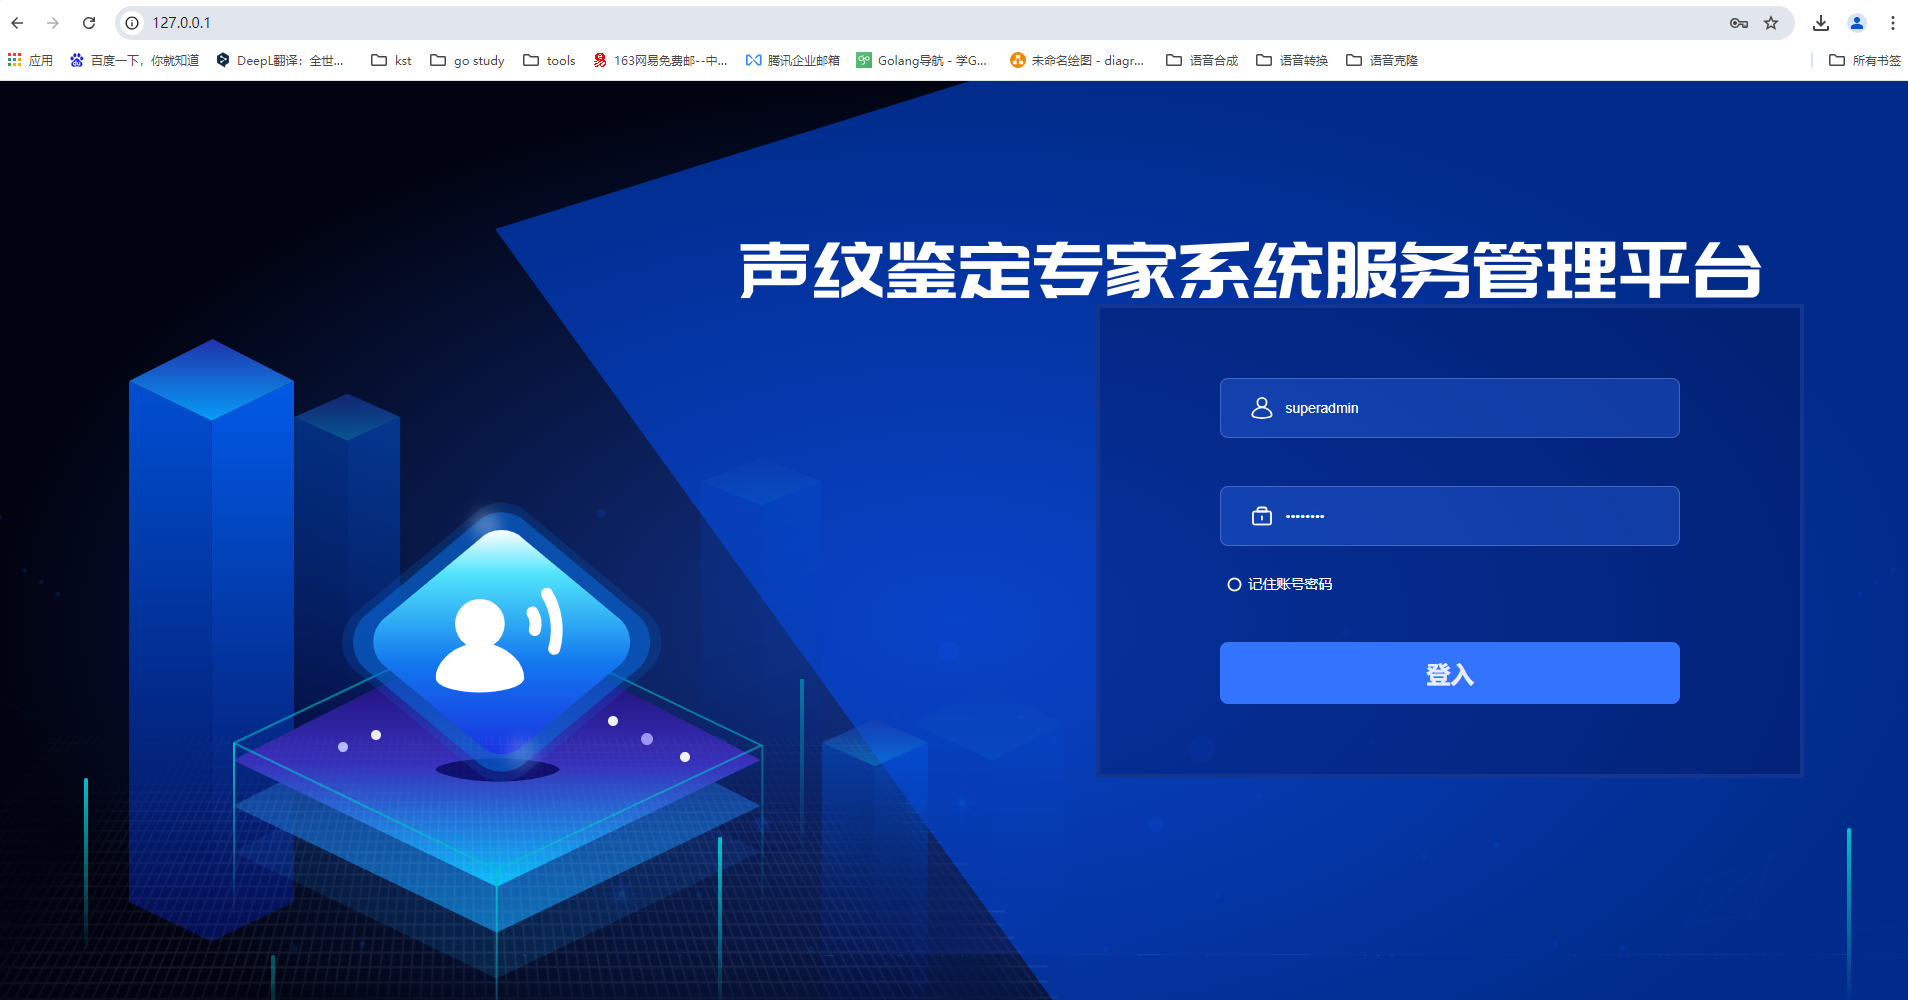 127.0.0.1
应用 百度一下，你就知道 DeepL翻译：全世... kst go study tools 163网易免费邮--中... 腾讯企业邮箱 Golang导航 - 学G... 未命名绘图 - diagr... 语音合成 语音转换 语音克隆 所有书签
声纹鉴定专家系统服务管理平台
superadmin
••••••••
记住账号密码
登入